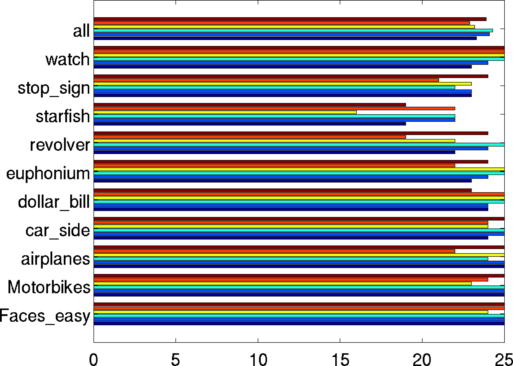 all
watch
stop_sign
starfish
revolver
euphonium
dollar_bill
car_side
airplanes
Motorbikes
Faces_easy
0 5 10 15 20 25